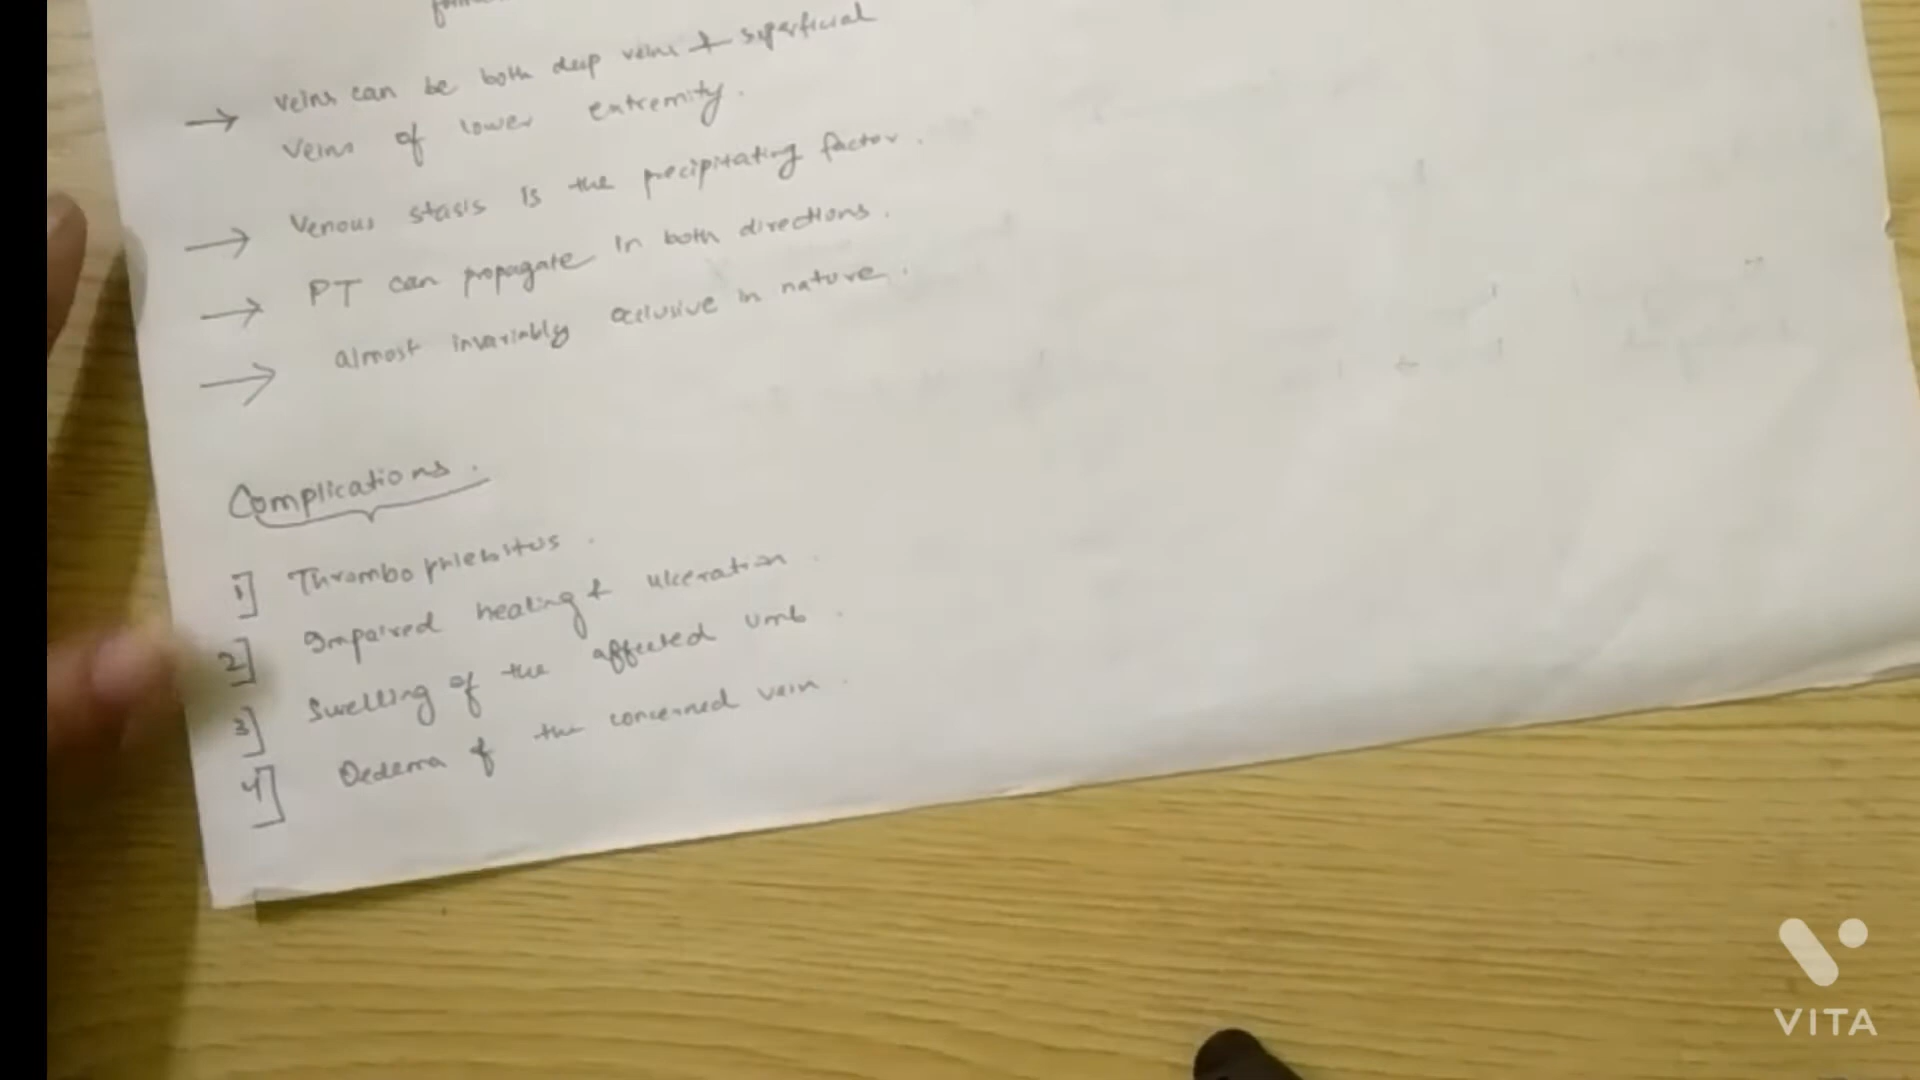 → Veins can be both deep veins & superficial
veins of lower extremity.
→ Venous stasis is the precipitating factor.
→ PT can propagate in both directions.
→ almost invariably occlusive in nature.
Complications.
1] Thrombo phlebitus.
2] Impaired healing & ulceration.
3] Swelling of the affected limb.
4] Oedema of the concerned vein.
VITA